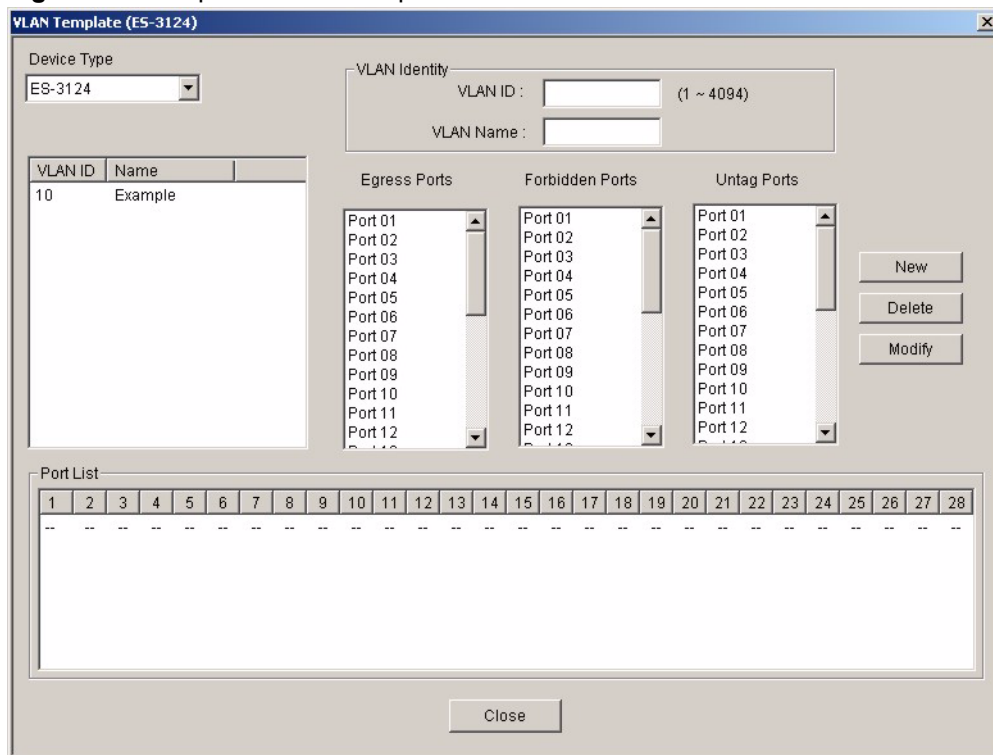 VLAN Template (ES-3124)
Device Type
ES-3124
VLAN Identity
VLAN ID :
(1 ~ 4094)
VLAN Name :
VLAN ID Name
10 Example
Egress Ports
Port 01
Port 02
Port 03
Port 04
Port 05
Port 06
Port 07
Port 08
Port 09
Port 10
Port 11
Port 12
Forbidden Ports
Port 01
Port 02
Port 03
Port 04
Port 05
Port 06
Port 07
Port 08
Port 09
Port 10
Port 11
Port 12
Untag Ports
Port 01
Port 02
Port 03
Port 04
Port 05
Port 06
Port 07
Port 08
Port 09
Port 10
Port 11
Port 12
New
Delete
Modify
Port List
1 2 3 4 5 6 7 8 9 10 11 12 13 14 15 16 17 18 19 20 21 22 23 24 25 26 27 28
-- -- -- -- -- -- -- -- -- -- -- -- -- -- -- -- -- -- -- -- -- -- -- -- -- -- -- --
Close